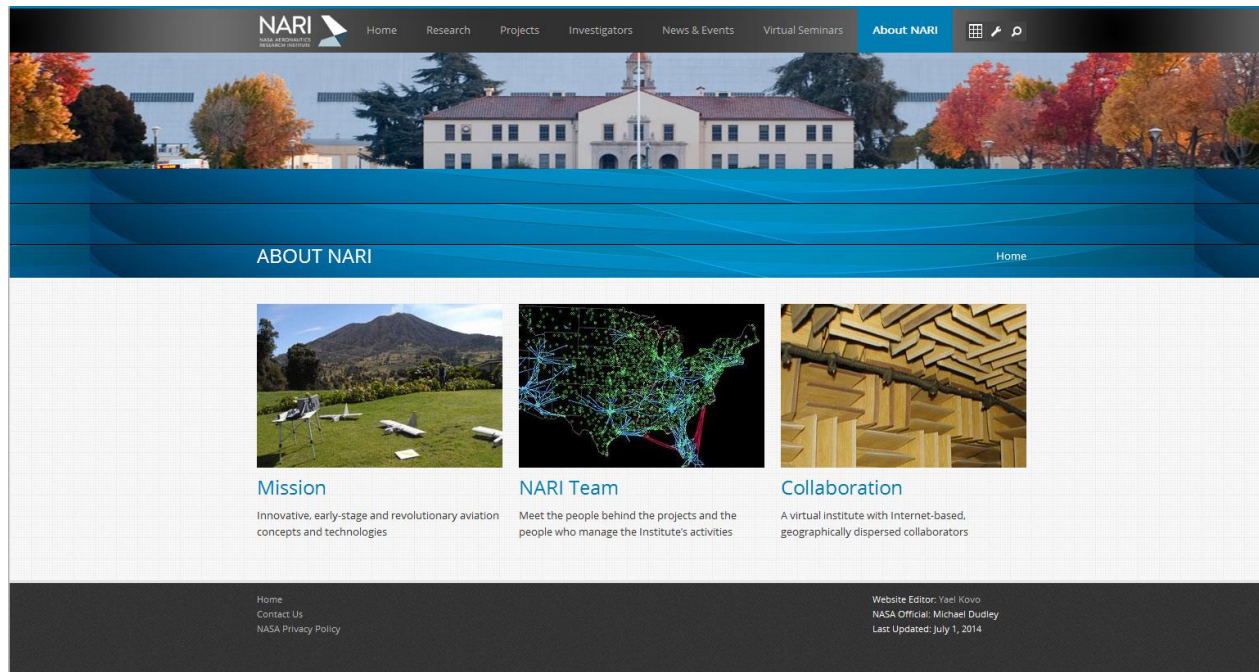 NARI
NASA AERONAUTICS
RESEARCH INSTITUTE
Home
Research
Projects
Investigators
News & Events
Virtual Seminars
About NARI
ABOUT NARI
Home
Mission
Innovative, early-stage and revolutionary aviation
concepts and technologies
NARI Team
Meet the people behind the projects and the
people who manage the Institute's activities
Collaboration
A virtual institute with Internet-based,
geographically dispersed collaborators
Home
Contact Us
NASA Privacy Policy
Website Editor: Yael Kovo
NASA Official: Michael Dudley
Last Updated: July 1, 2014